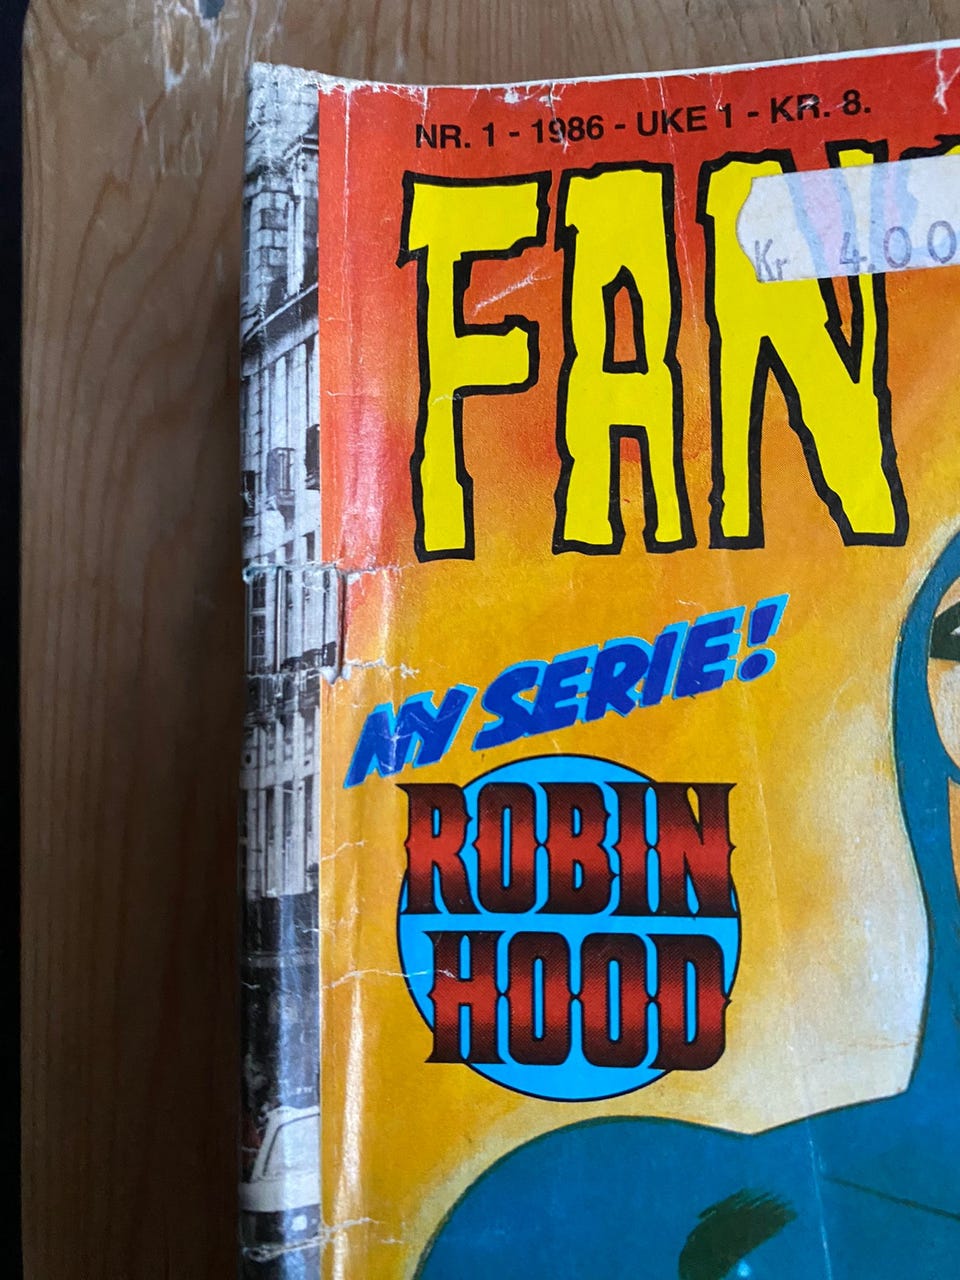 NR. 1 - 1986 - UKE 1 - KR. 8.
FAN
Kr 4.00
NY SERIE!
ROBIN
HOOD